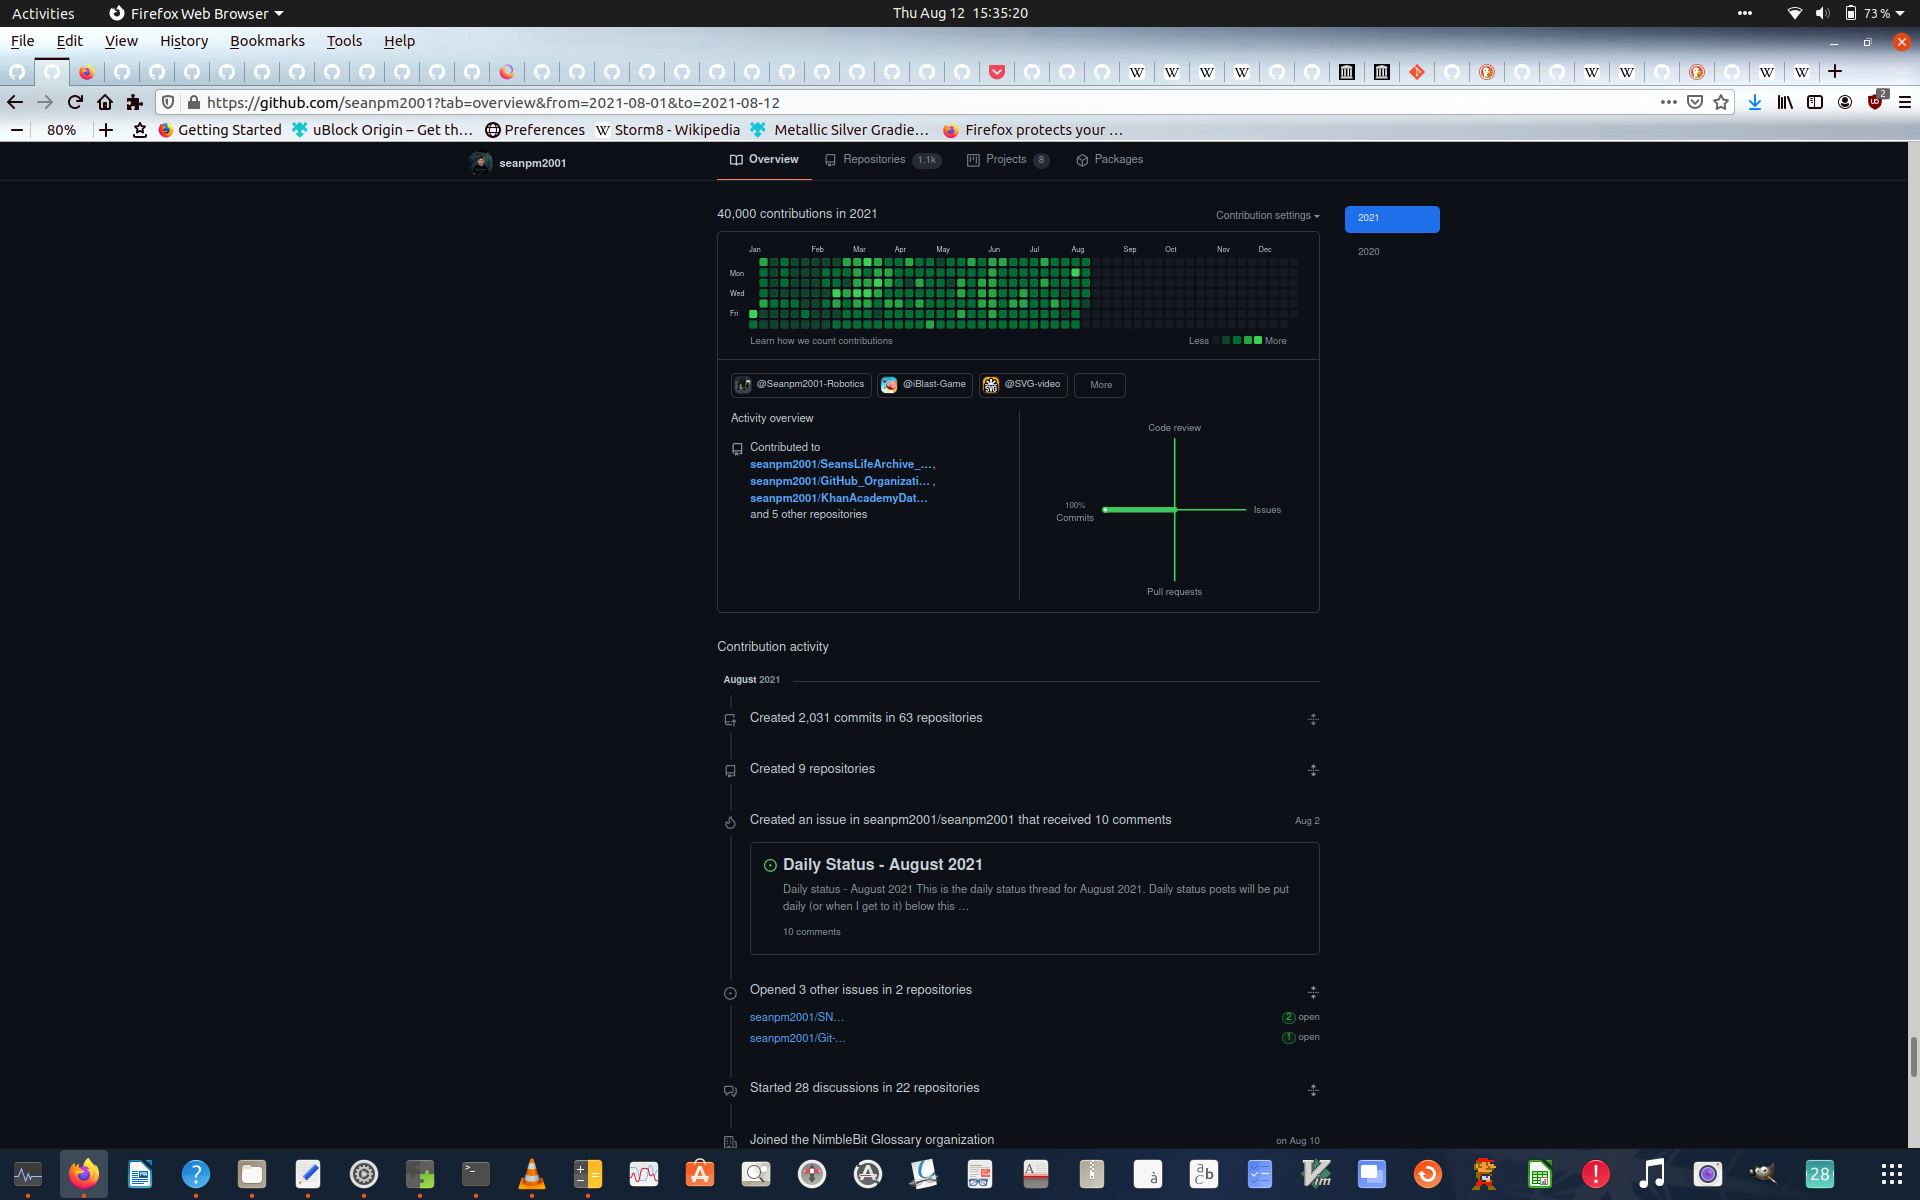 Activities
Firefox Web Browser
Thu Aug 12 15:35:20
73 %
File Edit View History Bookmarks Tools Help
https://github.com/seanpm2001?tab=overview&from=2021-08-01&to=2021-08-12
2
80%
Getting Started
uBlock Origin – Get th…
Preferences
Storm8 - Wikipedia
Metallic Silver Gradie…
Firefox protects your …
seanpm2001
Overview
Repositories 1.1k
Projects 8
Packages
40,000 contributions in 2021
Contribution settings
2021
2020
Jan Feb Mar Apr May Jun Jul Aug Sep Oct Nov Dec
Mon
Wed
Fri
Learn how we count contributions
Less More
@Seanpm2001-Robotics
@iBlast-Game
@SVG-video
More
Activity overview
Contributed to
seanpm2001/SeansLifeArchive_…,
seanpm2001/GitHub_Organizati… ,
seanpm2001/KhanAcademyDat…
and 5 other repositories
Code review
100%
Commits
Issues
Pull requests
Contribution activity
August 2021
Created 2,031 commits in 63 repositories
Created 9 repositories
Created an issue in seanpm2001/seanpm2001 that received 10 comments
Aug 2
Daily Status - August 2021
Daily status - August 2021 This is the daily status thread for August 2021. Daily status posts will be put
daily (or when I get to it) below this …
10 comments
Opened 3 other issues in 2 repositories
seanpm2001/SN…
2 open
seanpm2001/Git-…
1 open
Started 28 discussions in 22 repositories
Joined the NimbleBit Glossary organization
on Aug 10
28